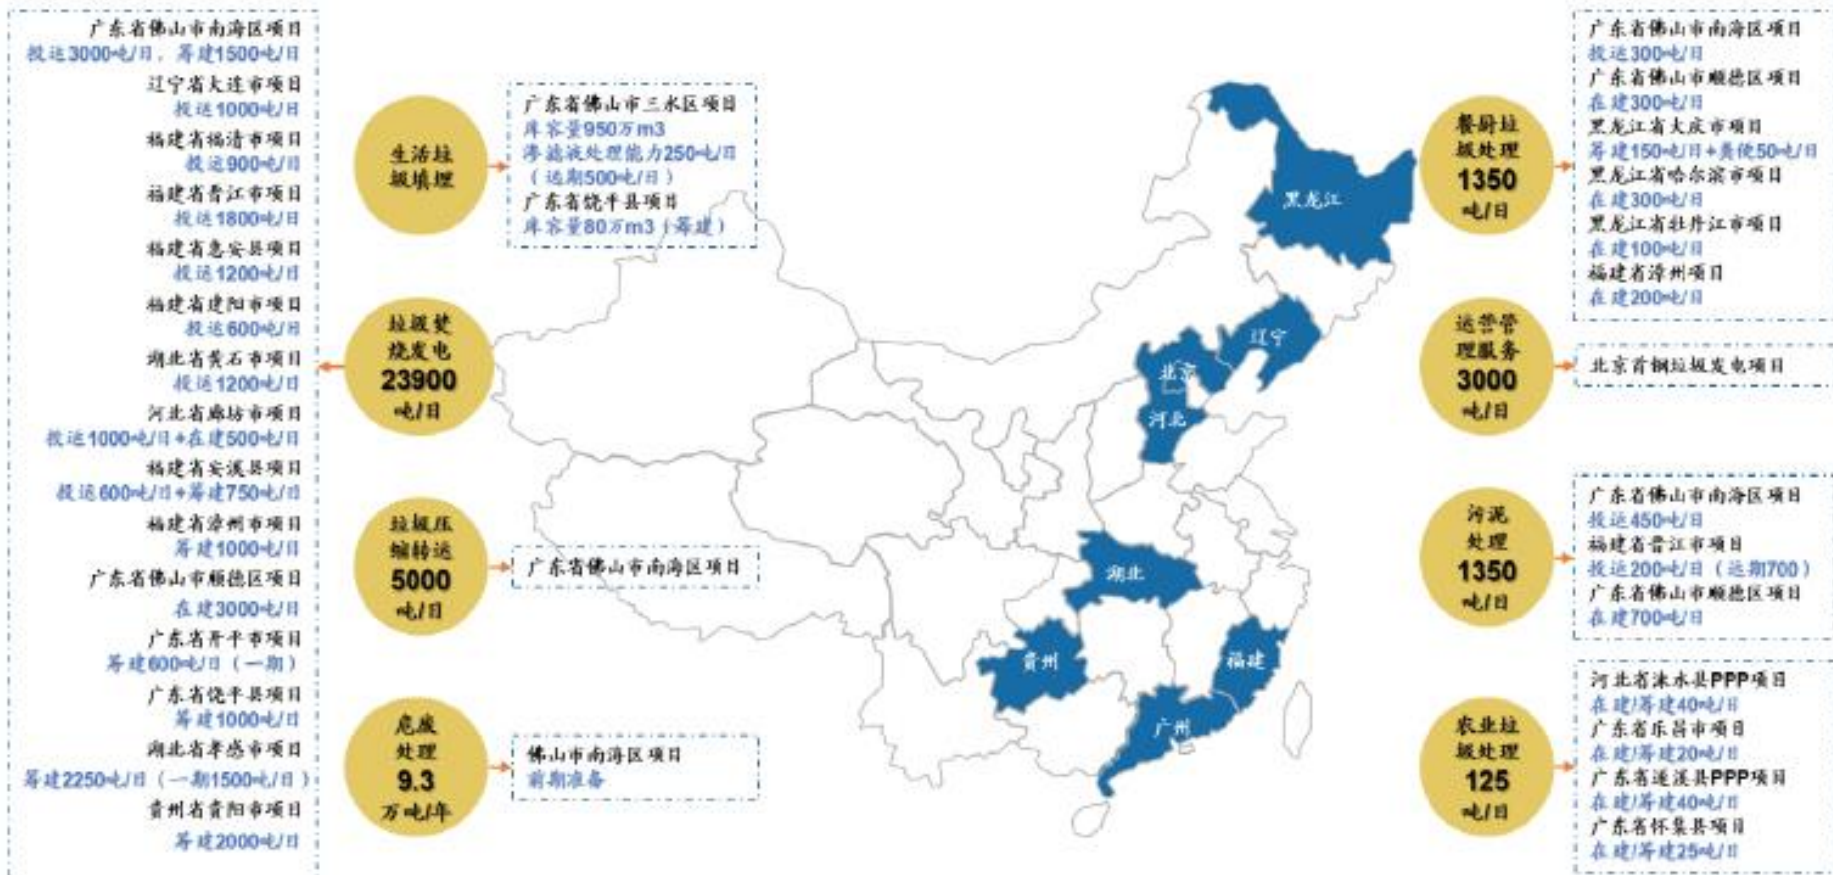 广东省佛山市南海区项目
投运3000吨/日，筹建1500吨/日
辽宁省大连市项目
投运1000吨/日
福建省福清市项目
投运900吨/日
福建省晋江市项目
投运1800吨/日
福建省惠安县项目
投运1200吨/日
福建省建阳市项目
投运600吨/日
湖北省黄石市项目
投运1200吨/日
河北省廊坊市项目
投运1000吨/日+在建500吨/日
福建省安溪县项目
投运600吨/日+筹建750吨/日
福建省漳州市项目
筹建1000吨/日
广东省佛山市顺德区项目
在建3000吨/日
广东省开平市项目
筹建600吨/日（一期）
广东省饶平县项目
筹建1000吨/日
湖北省孝感市项目
筹建2250吨/日（一期1500吨/日）
贵州省贵阳市项目
筹建2000吨/日
生活垃
圾填埋
广东省佛山市三水区项目
库容量950万m3
渗滤液处理能力250吨/日
（远期500吨/日）
广东省饶平县项目
库容量80万m3（筹建）
垃圾焚
烧发电
23900
吨/日
垃圾压
缩转运
5000
吨/日
广东省佛山市南海区项目
危废
处理
9.3
万吨/年
佛山市南海区项目
前期准备
黑龙江
辽宁
北京
河北
湖北
贵州
福建
广州
餐厨垃
圾处理
1350
吨/日
广东省佛山市南海区项目
投运300吨/日
广东省佛山市顺德区项目
在建300吨/日
黑龙江省大庆市项目
筹建150吨/日+粪便50吨/日
黑龙江省哈尔滨市项目
在建300吨/日
黑龙江省牡丹江市项目
在建100吨/日
福建省漳州项目
在建200吨/日
运营管
理服务
3000
吨/日
北京首钢垃圾发电项目
污泥
处理
1350
吨/日
广东省佛山市南海区项目
投运450吨/日
福建省晋江市项目
投运200吨/日（远期700）
广东省佛山市顺德区项目
在建700吨/日
农业垃
圾处理
125
吨/日
河北省涞水县PPP项目
在建/筹建40吨/日
广东省乐昌市项目
在建/筹建20吨/日
广东省遂溪县PPP项目
在建/筹建40吨/日
广东省怀集县项目
在建/筹建25吨/日